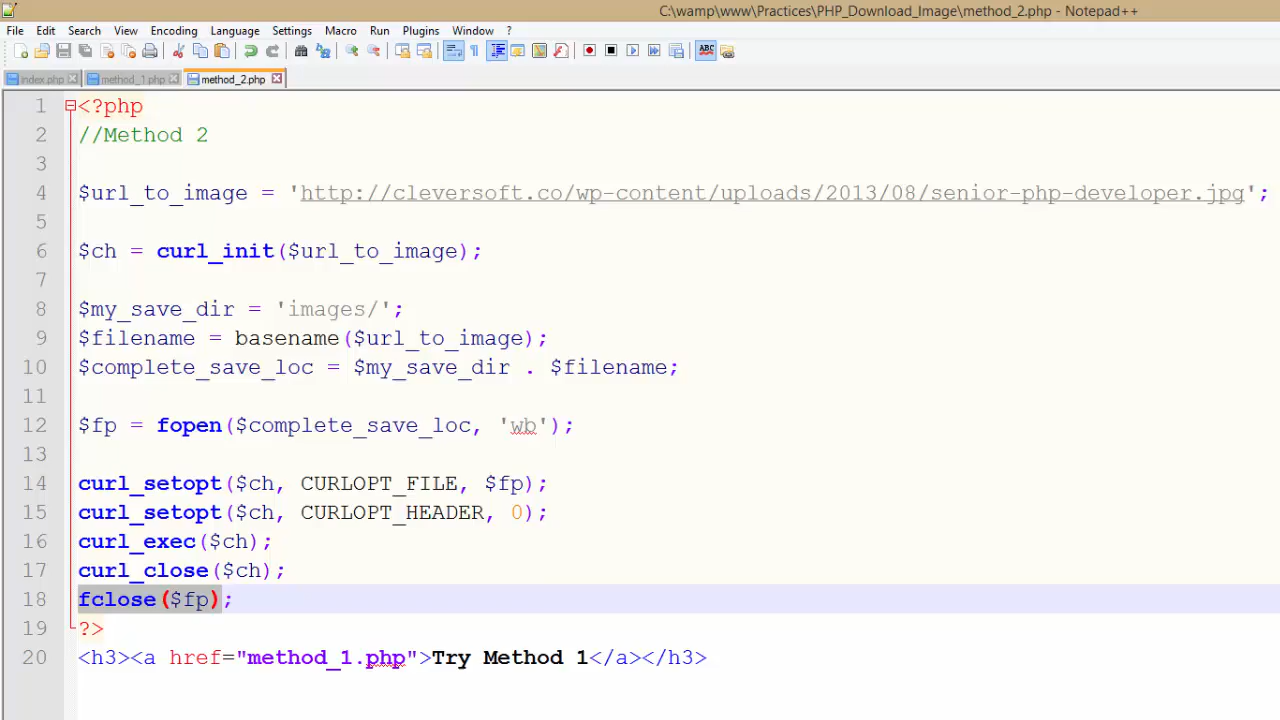 C:\wamp\www\Practices\PHP_Download_Image\method_2.php - Notepad++
File Edit Search View Encoding Language Settings Macro Run Plugins Window ?
index.php method_1.php method_2.php
1 <?php
2 //Method 2
3
4 $url_to_image = 'http://cleversoft.co/wp-content/uploads/2013/08/senior-php-developer.jpg';
5
6 $ch = curl_init($url_to_image);
7
8 $my_save_dir = 'images/';
9 $filename = basename($url_to_image);
10 $complete_save_loc = $my_save_dir . $filename;
11
12 $fp = fopen($complete_save_loc, 'wb');
13
14 curl_setopt($ch, CURLOPT_FILE, $fp);
15 curl_setopt($ch, CURLOPT_HEADER, 0);
16 curl_exec($ch);
17 curl_close($ch);
18 fclose($fp);
19 ?>
20 <h3><a href="method_1.php">Try Method 1</a></h3>